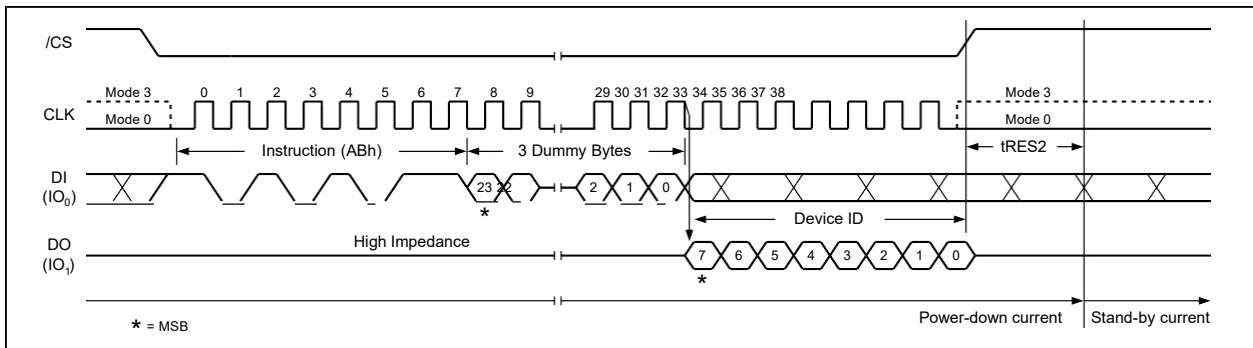 /CS
Mode 3 0 1 2 3 4 5 6 7 8 9 29 30 31 32 33 34 35 36 37 38 Mode 3
CLK
Mode 0 Mode 0
Instruction (ABh) 3 Dummy Bytes tRES2
DI
(IO0)
23 22 2 1 0
*
Device ID
High Impedance
DO
(IO1)
7 6 5 4 3 2 1 0
*
Power-down current Stand-by current
* = MSB